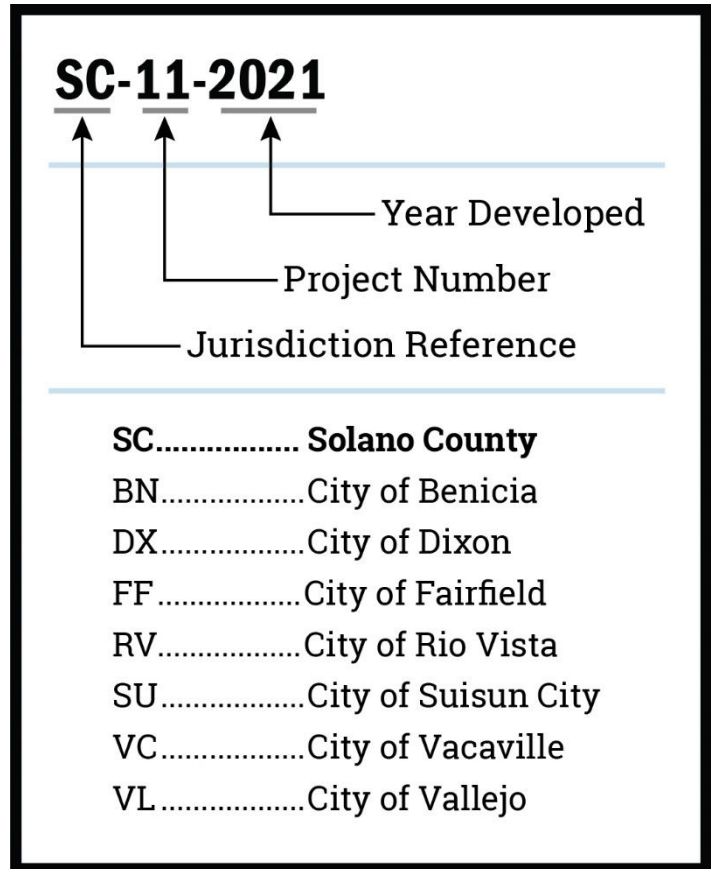 SC-11-2021
Year Developed
Project Number
Jurisdiction Reference
SC................. Solano County
BN.................City of Benicia
DX.................City of Dixon
FF.................City of Fairfield
RV.................City of Rio Vista
SU.................City of Suisun City
VC.................City of Vacaville
VL.................City of Vallejo